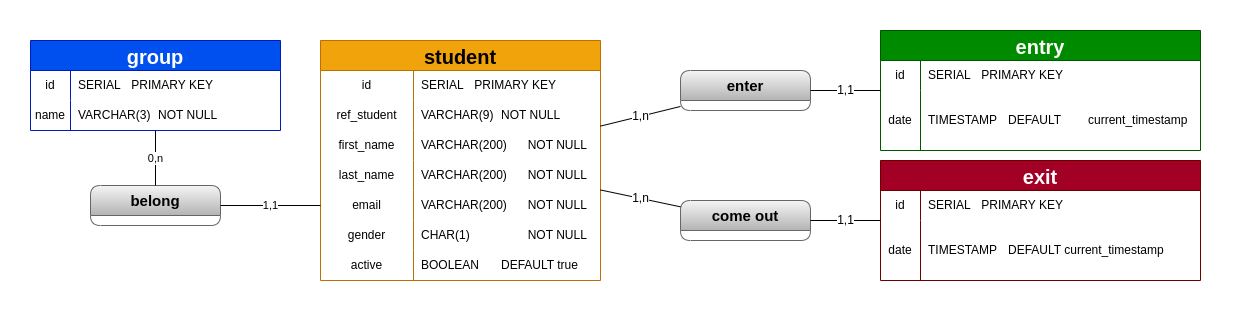 group
id SERIAL PRIMARY KEY
name VARCHAR(3) NOT NULL
0,n
belong
1,1
student
id SERIAL PRIMARY KEY
ref_student VARCHAR(9) NOT NULL
first_name VARCHAR(200) NOT NULL
last_name VARCHAR(200) NOT NULL
email VARCHAR(200) NOT NULL
gender CHAR(1) NOT NULL
active BOOLEAN DEFAULT true
1,n
enter
1,1
1,n
come out
1,1
entry
id SERIAL PRIMARY KEY
date TIMESTAMP DEFAULT current_timestamp
exit
id SERIAL PRIMARY KEY
date TIMESTAMP DEFAULT current_timestamp